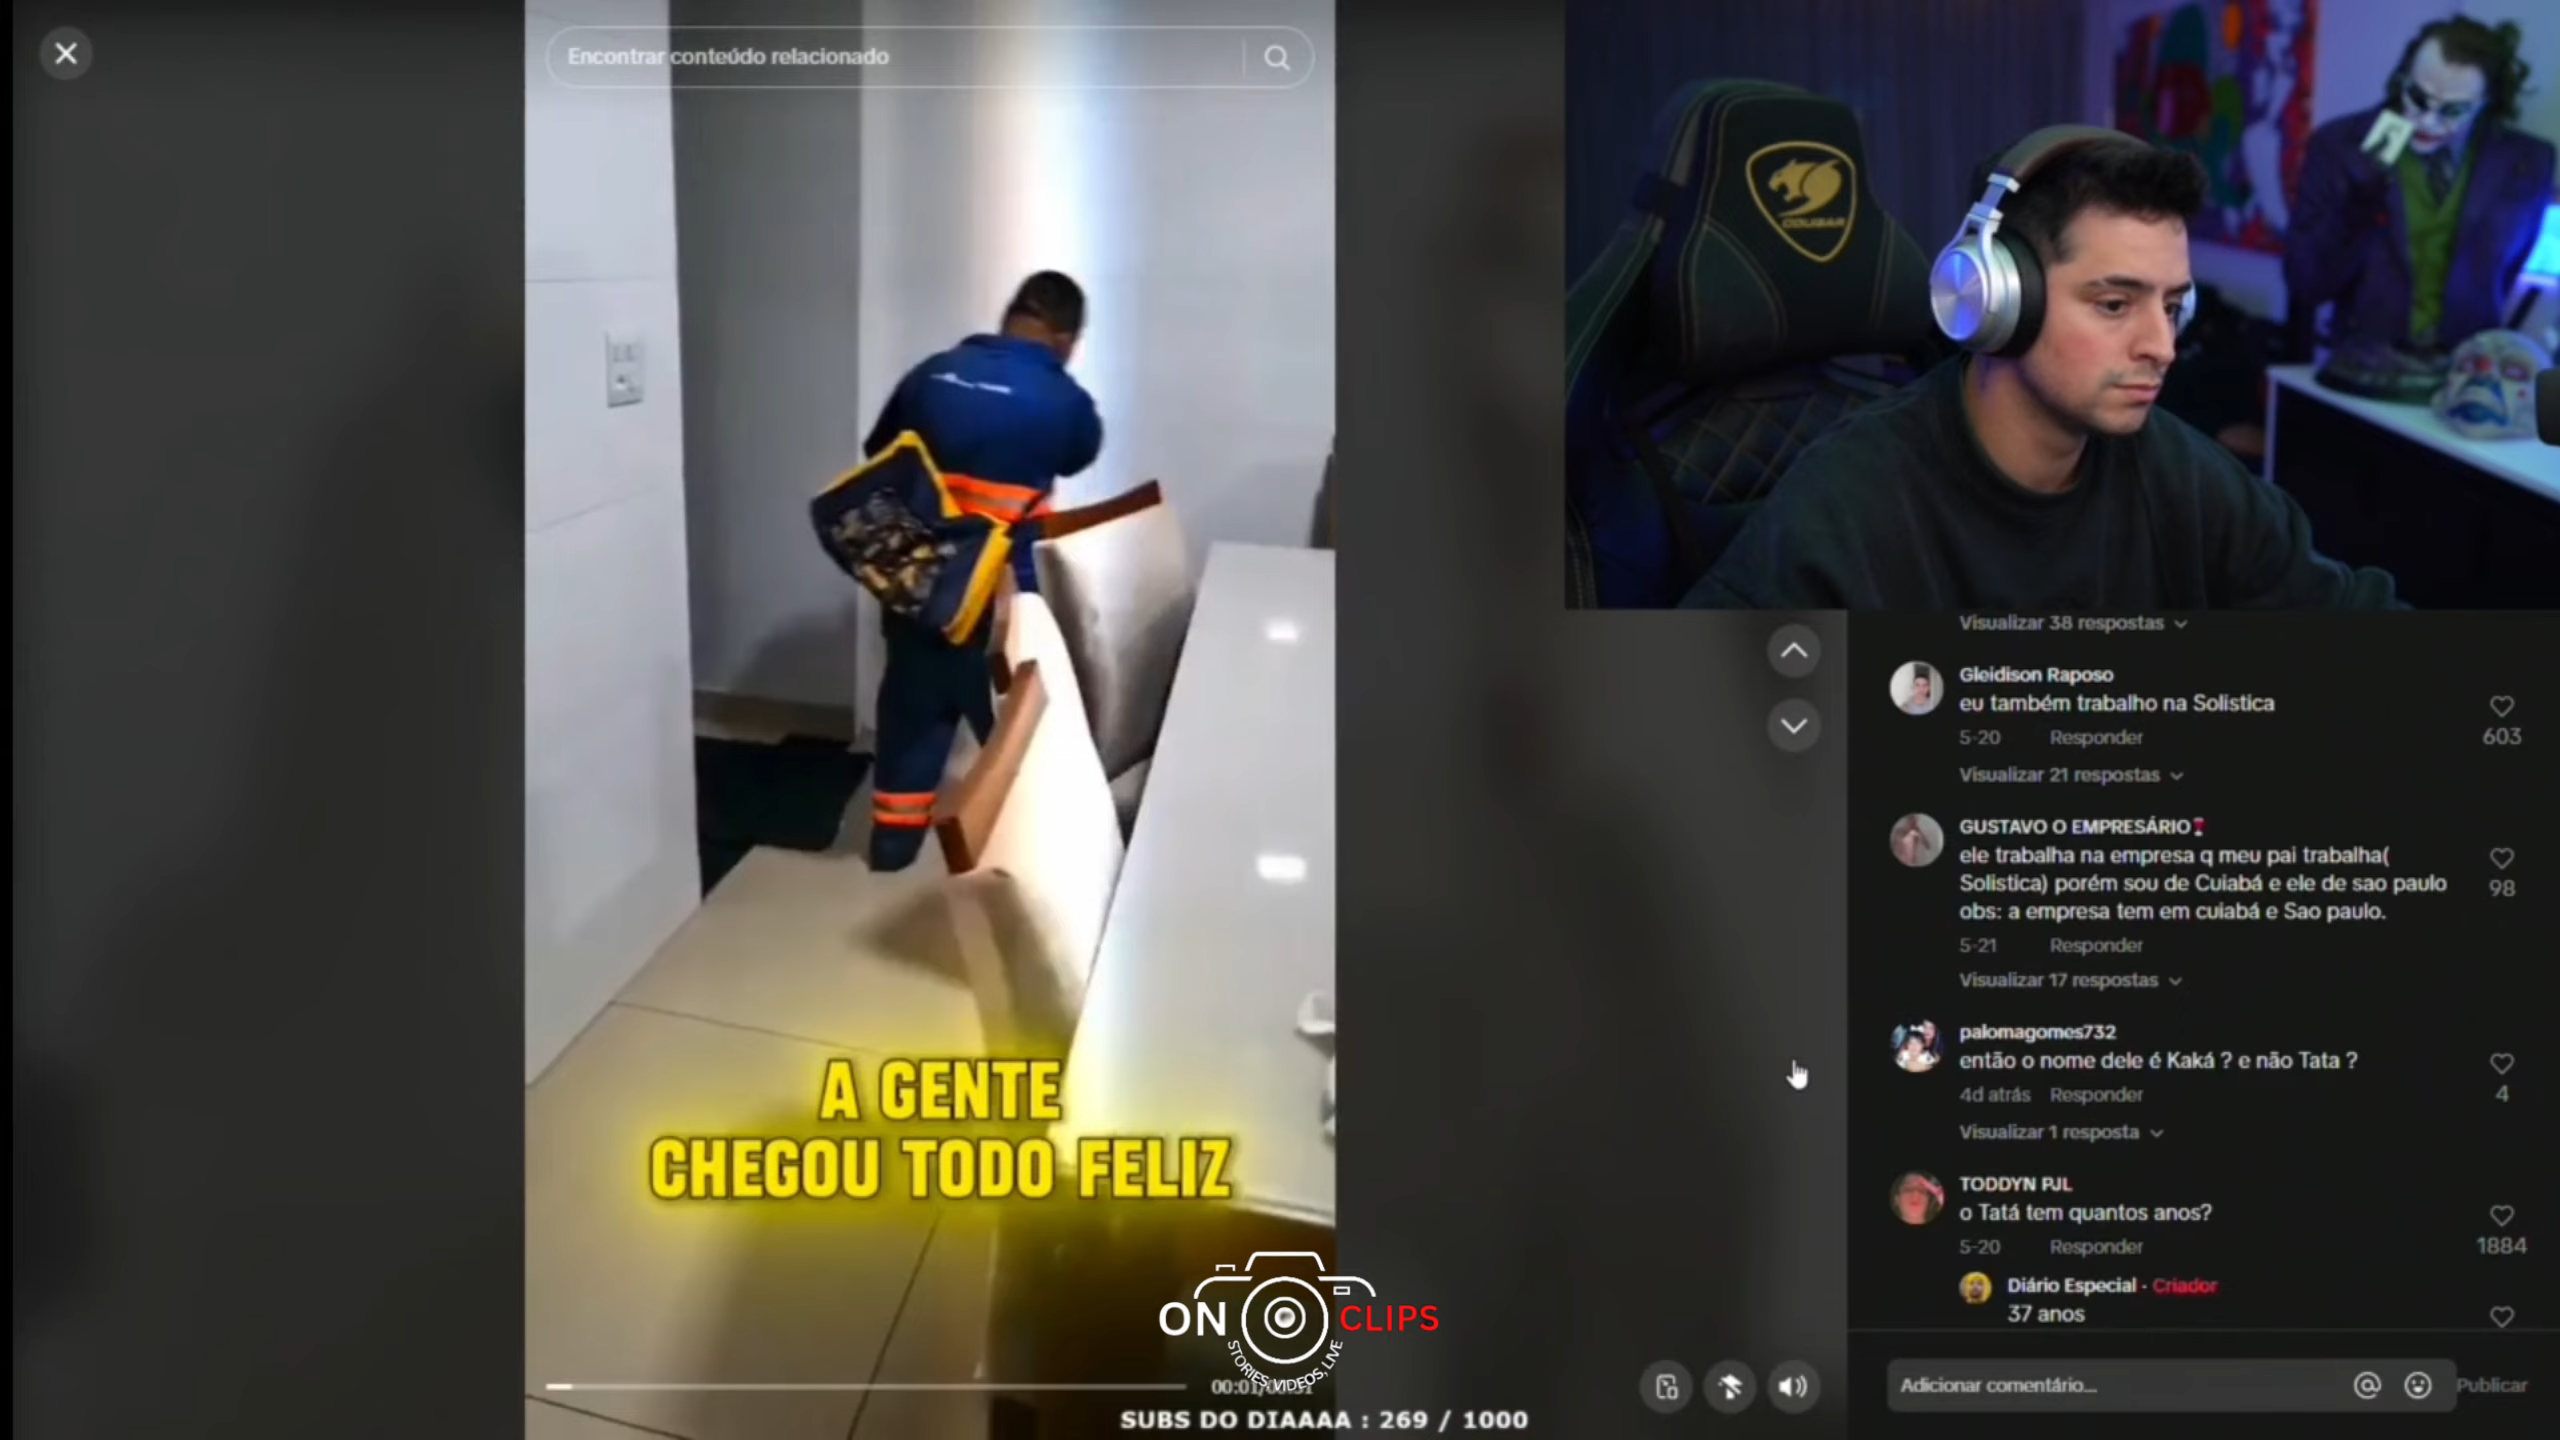 Encontrar conteúdo relacionado
COUGAR
A GENTE
CHEGOU TODO FELIZ
ON CLIPS
STORIES, VIDEOS, LIVE
SUBS DO DIAAAA : 269 / 1000
Visualizar 38 respostas
Gleidison Raposo
eu também trabalho na Solistica
603
5-20 Responder
Visualizar 21 respostas
GUSTAVO O EMPRESÁRIO🍷
ele trabalha na empresa q meu pai trabalha(
Solistica) porém sou de Cuiabá e ele de sao paulo
obs: a empresa tem em cuiabá e Sao paulo.
98
5-21 Responder
Visualizar 17 respostas
palomagomes732
então o nome dele é Kaká ? e não Tata ?
4d atrás Responder
4
Visualizar 1 resposta
TODDYN PJL
o Tatá tem quantos anos?
5-20 Responder
1884
Diário Especial · Criador
37 anos
Adicionar comentário...
Publicar